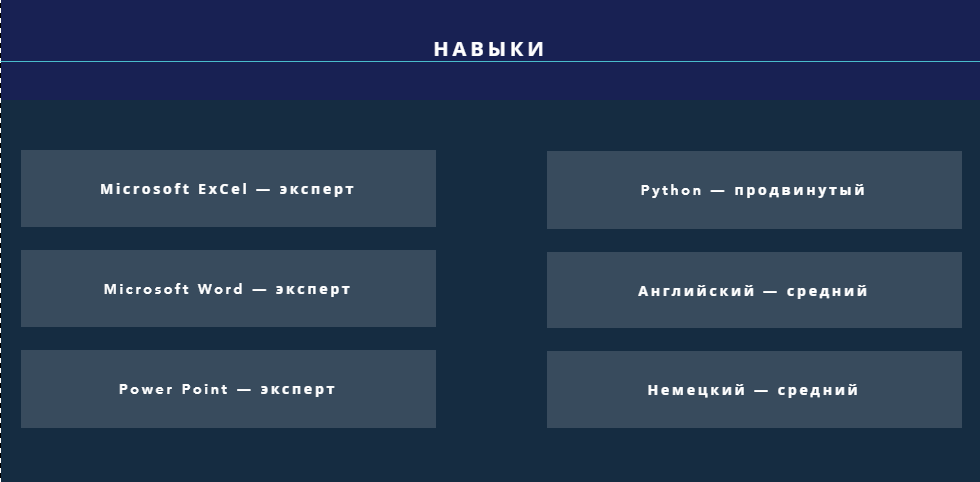 НАВЫКИ
Microsoft ExCel — эксперт
Python — продвинутый
Microsoft Word — эксперт
Английский — средний
Power Point — эксперт
Немецкий — средний